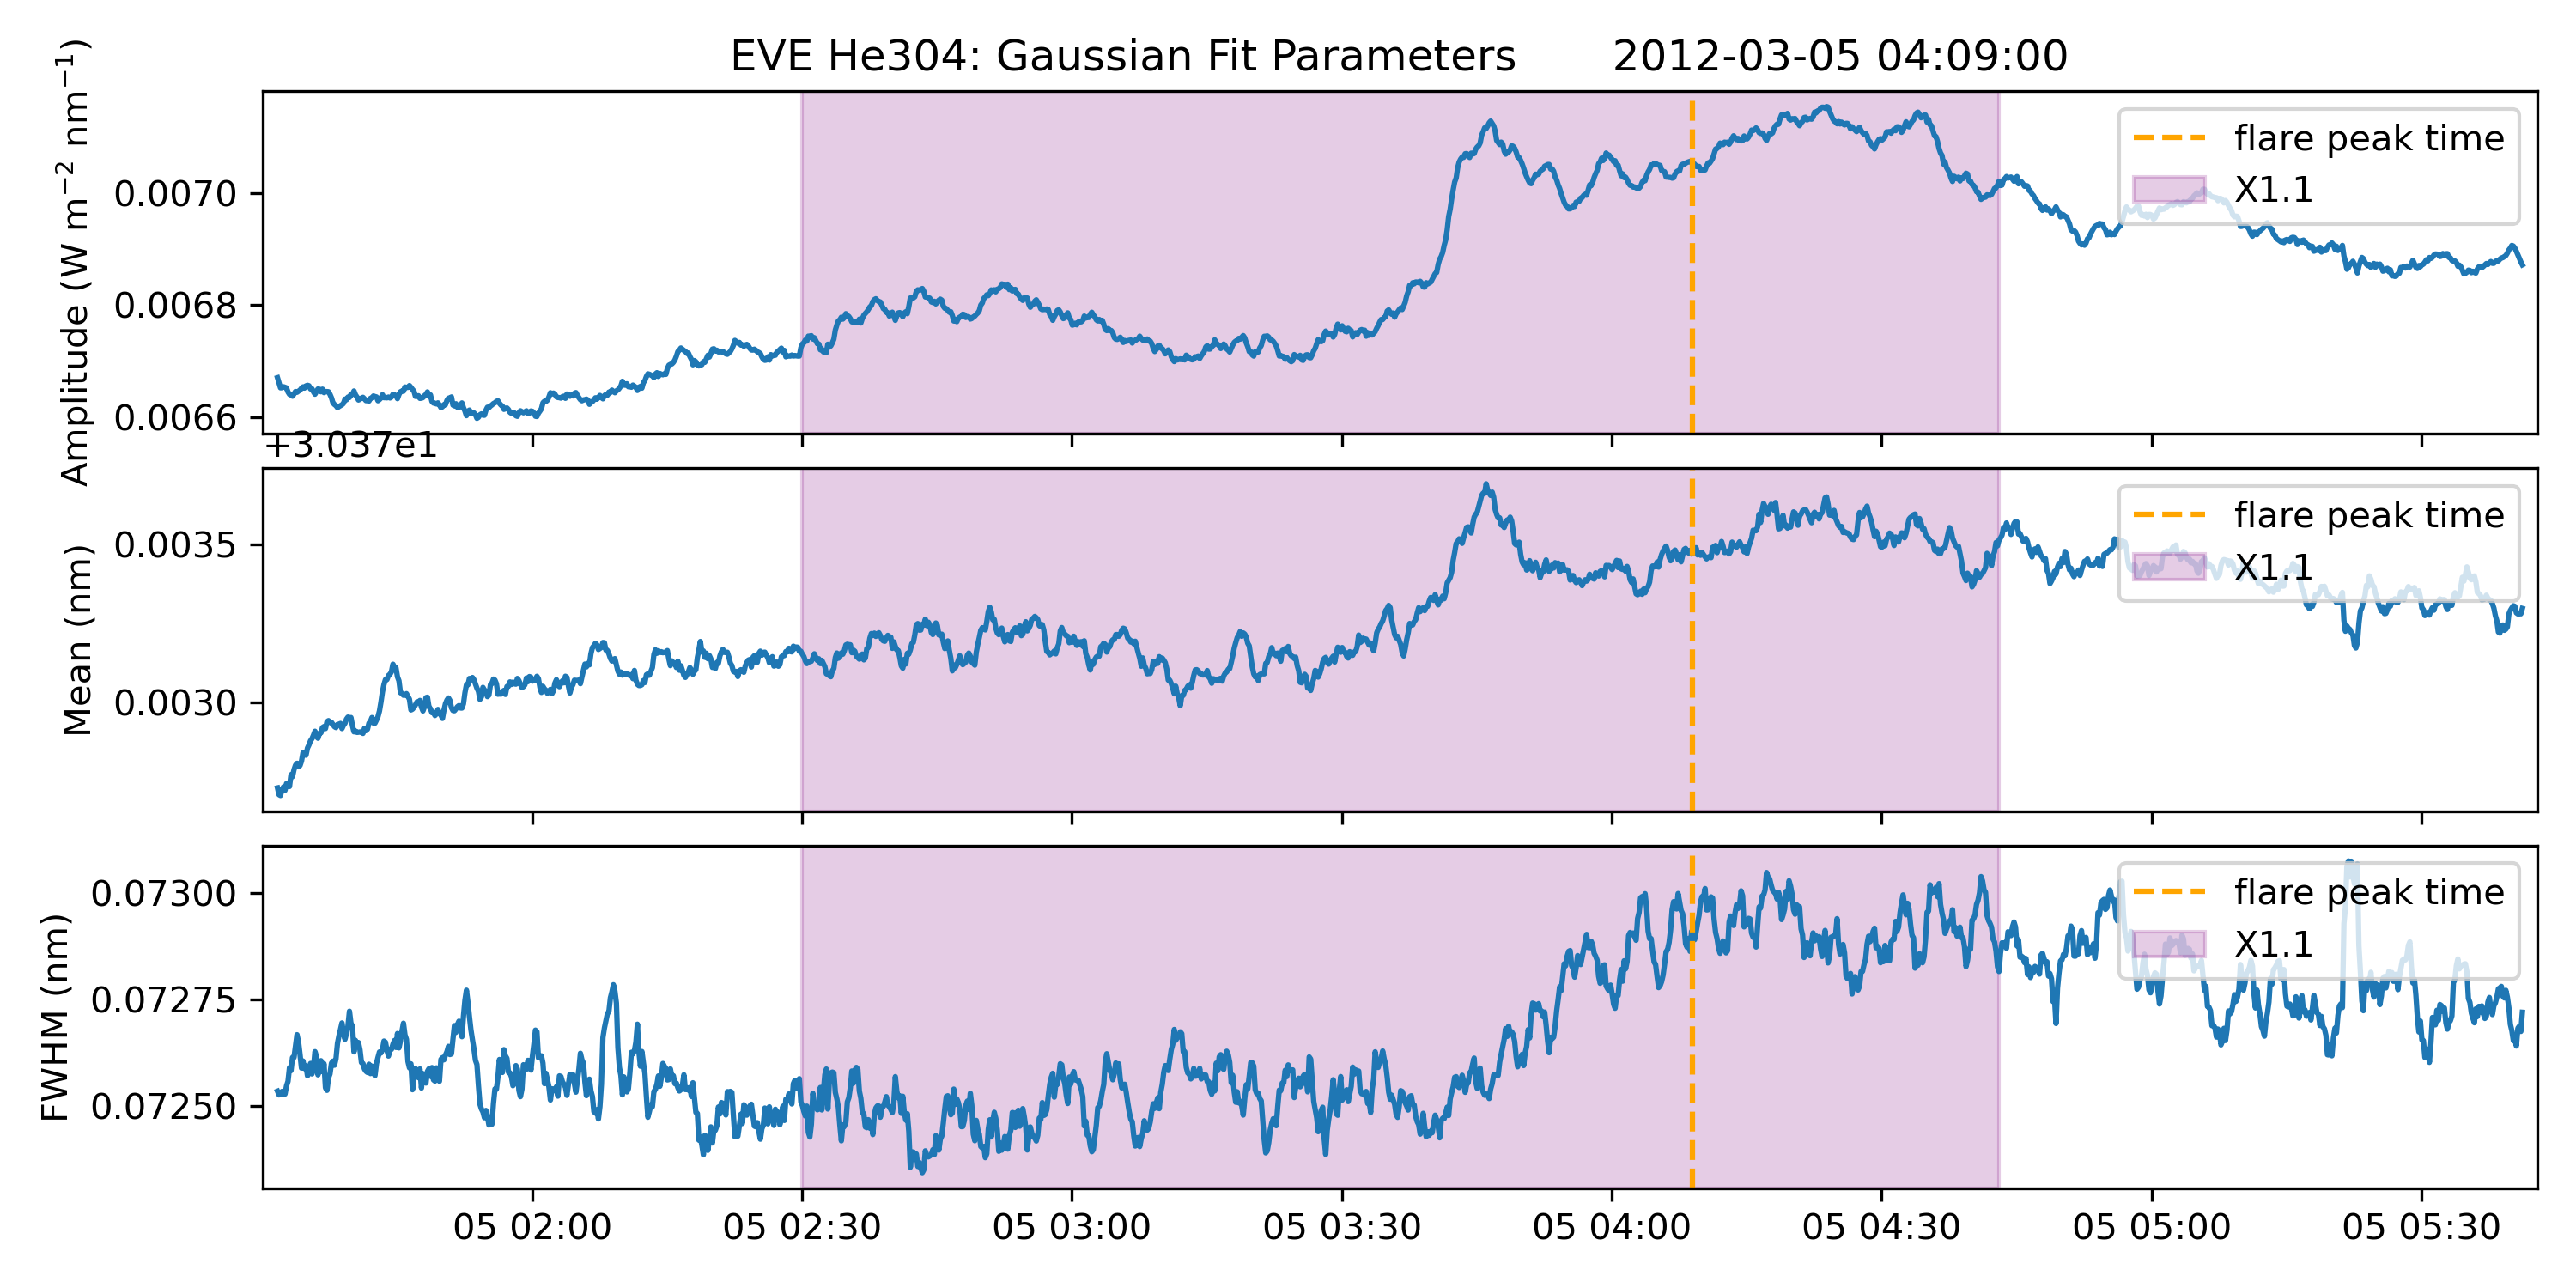 EVE He304: Gaussian Fit Parameters 2012-03-05 04:09:00
Amplitude (W m⁻² nm⁻¹)
0.0070
0.0068
0.0066
flare peak time
X1.1
+3.037e1
Mean (nm)
0.0035
0.0030
flare peak time
X1.1
FWHM (nm)
0.07300
0.07275
0.07250
flare peak time
X1.1
05 02:00 05 02:30 05 03:00 05 03:30 05 04:00 05 04:30 05 05:00 05 05:30